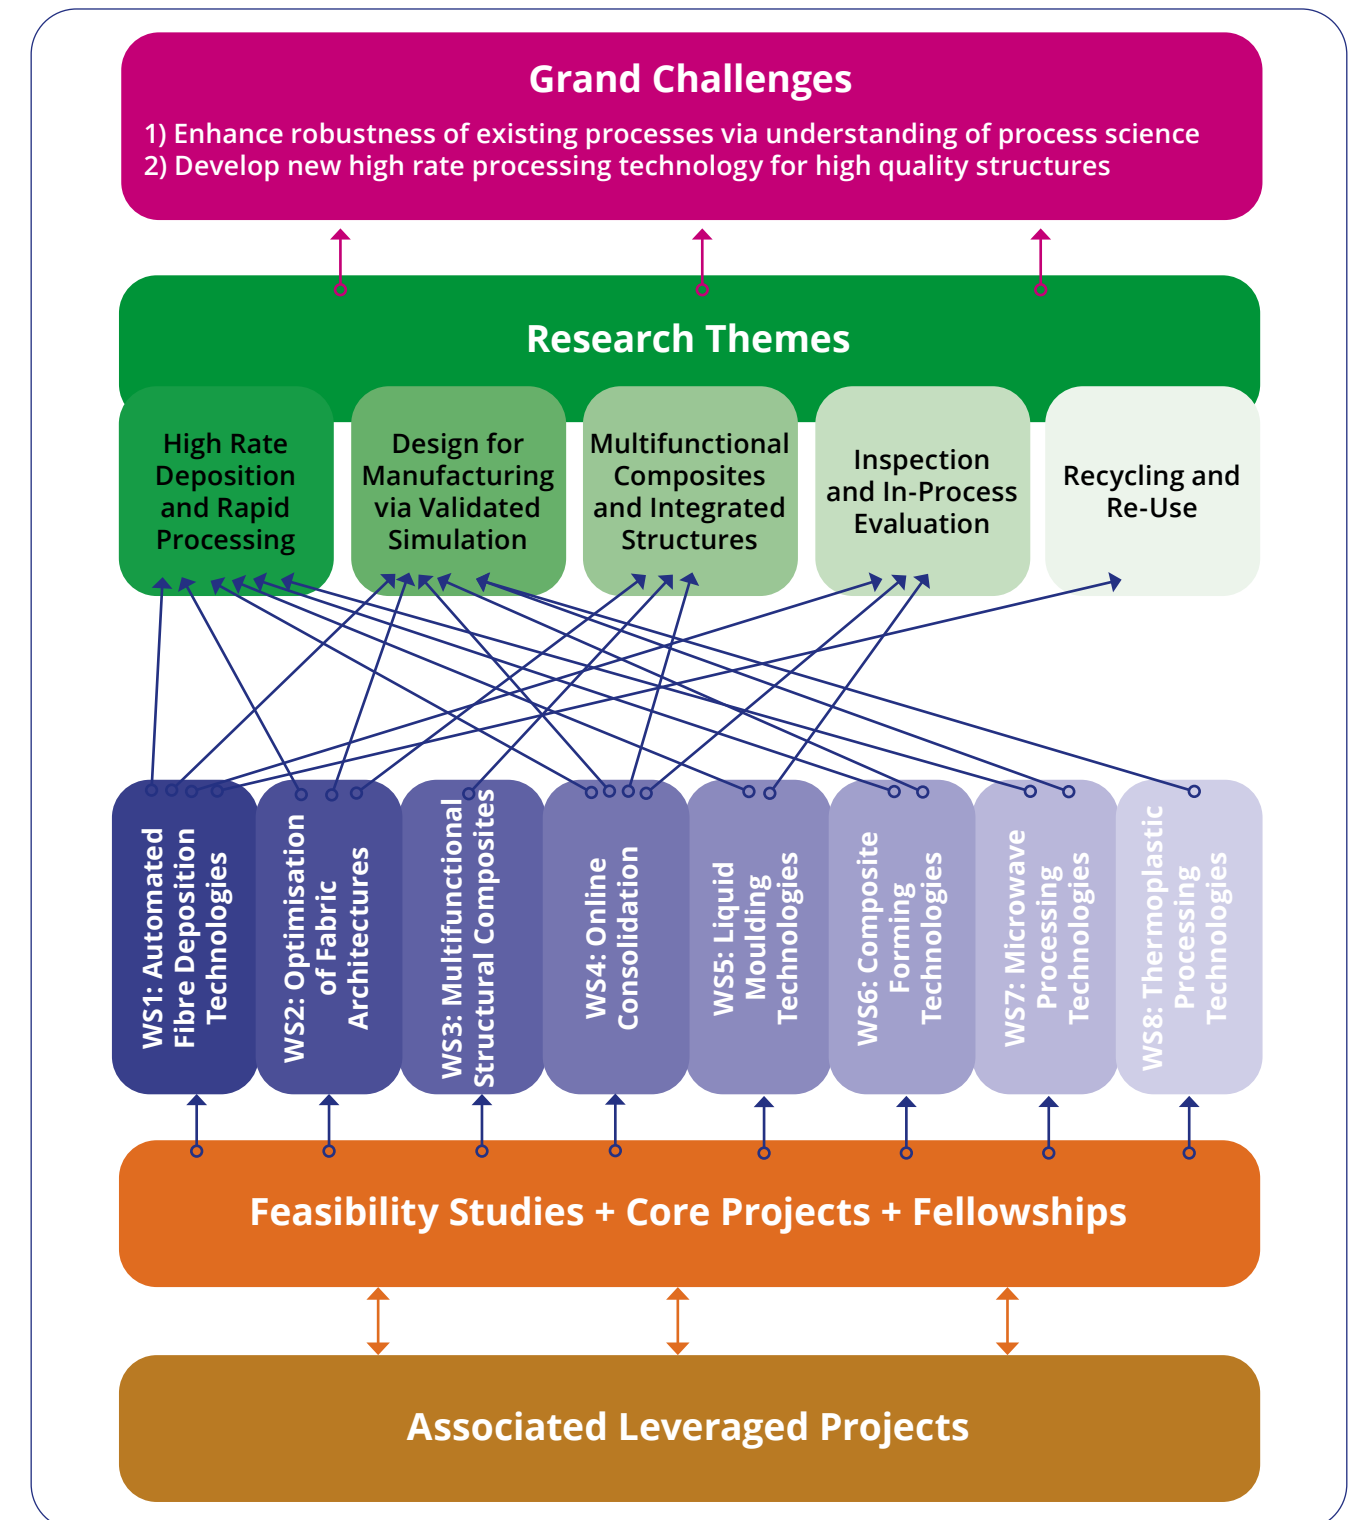 Grand Challenges
1) Enhance robustness of existing processes via understanding of process science
2) Develop new high rate processing technology for high quality structures
Research Themes
High Rate
Deposition
and Rapid
Processing
Design for
Manufacturing
via Validated
Simulation
Multifunctional
Composites
and Integrated
Structures
Inspection
and In-Process
Evaluation
Recycling and
Re-Use
WS1: Automated
Fibre Deposition
Technologies
WS2: Optimisation
of Fabric
Architectures
WS3: Multifunctional
Structural Composites
WS4: Online
Consolidation
WS5: Liquid
Moulding
Technologies
WS6: Composite
Forming
Technologies
WS7: Microwave
Processing
Technologies
WS8: Thermoplastic
Processing
Technologies
Feasibility Studies + Core Projects + Fellowships
Associated Leveraged Projects